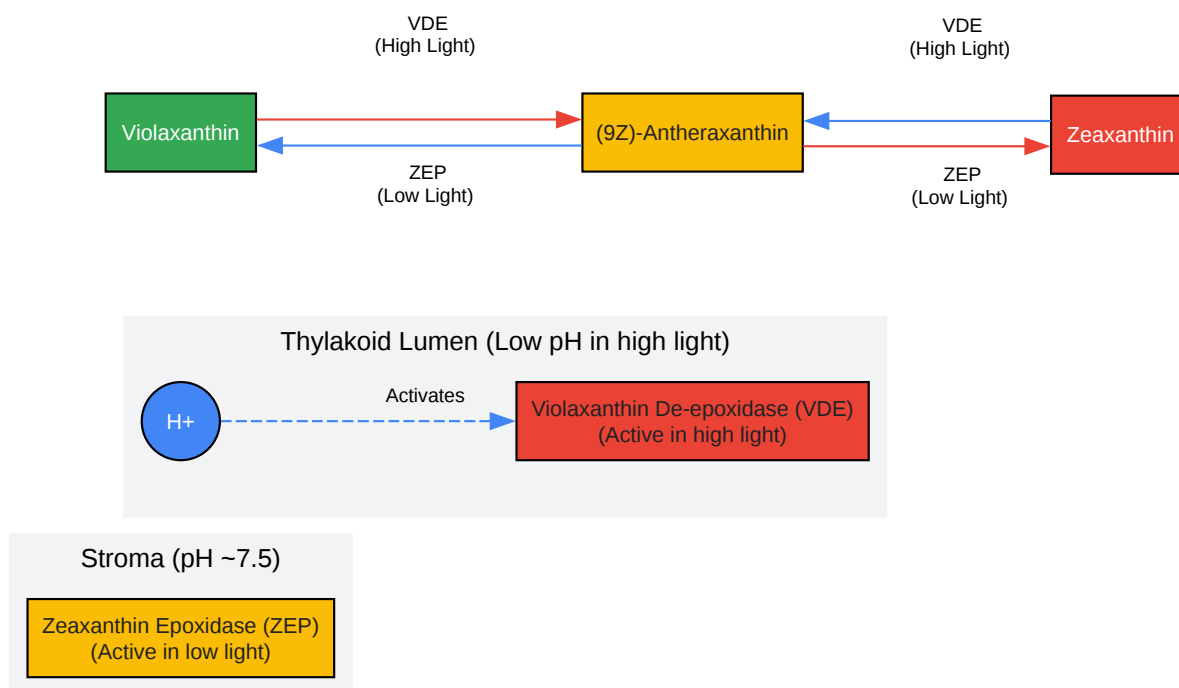 VDE
(High Light)
VDE
(High Light)
Violaxanthin
(9Z)-Antheraxanthin
Zeaxanthin
ZEP
(Low Light)
ZEP
(Low Light)
Thylakoid Lumen (Low pH in high light)
H+
Activates
Violaxanthin De-epoxidase (VDE)
(Active in high light)
Stroma (pH ~7.5)
Zeaxanthin Epoxidase (ZEP)
(Active in low light)